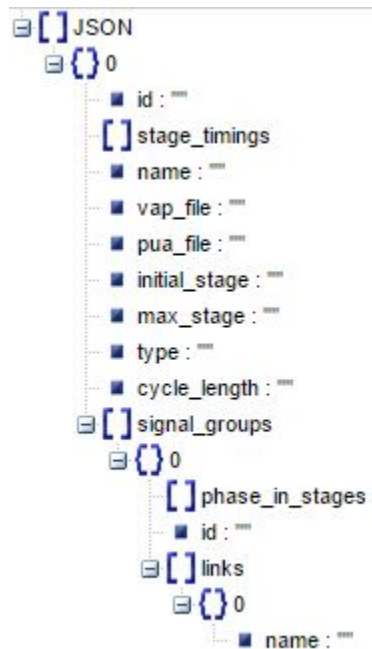 [ ] JSON
{} 0
id : ""
[ ] stage_timings
name : ""
vap_file : ""
pua_file : ""
initial_stage : ""
max_stage : ""
type : ""
cycle_length : ""
[ ] signal_groups
{} 0
[ ] phase_in_stages
id : ""
[ ] links
{} 0
name : ""